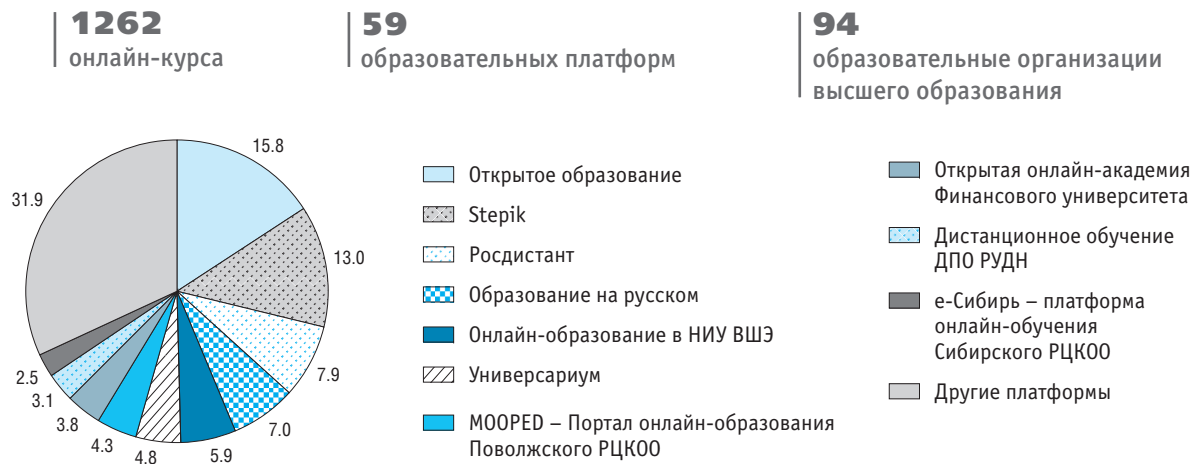 1262
онлайн-курса
59
образовательных платформ
94
образовательные организации
высшего образования
15.8
13.0
7.9
7.0
5.9
4.8
4.3
3.8
3.1
2.5
31.9
Открытое образование
Stepik
Росдистант
Образование на русском
Онлайн-образование в НИУ ВШЭ
Универсариум
MOOPED – Портал онлайн-образования
Поволжского РЦКОО
Открытая онлайн-академия
Финансового университета
Дистанционное обучение
ДПО РУДН
е-Сибирь – платформа
онлайн-обучения
Сибирского РЦКОО
Другие платформы